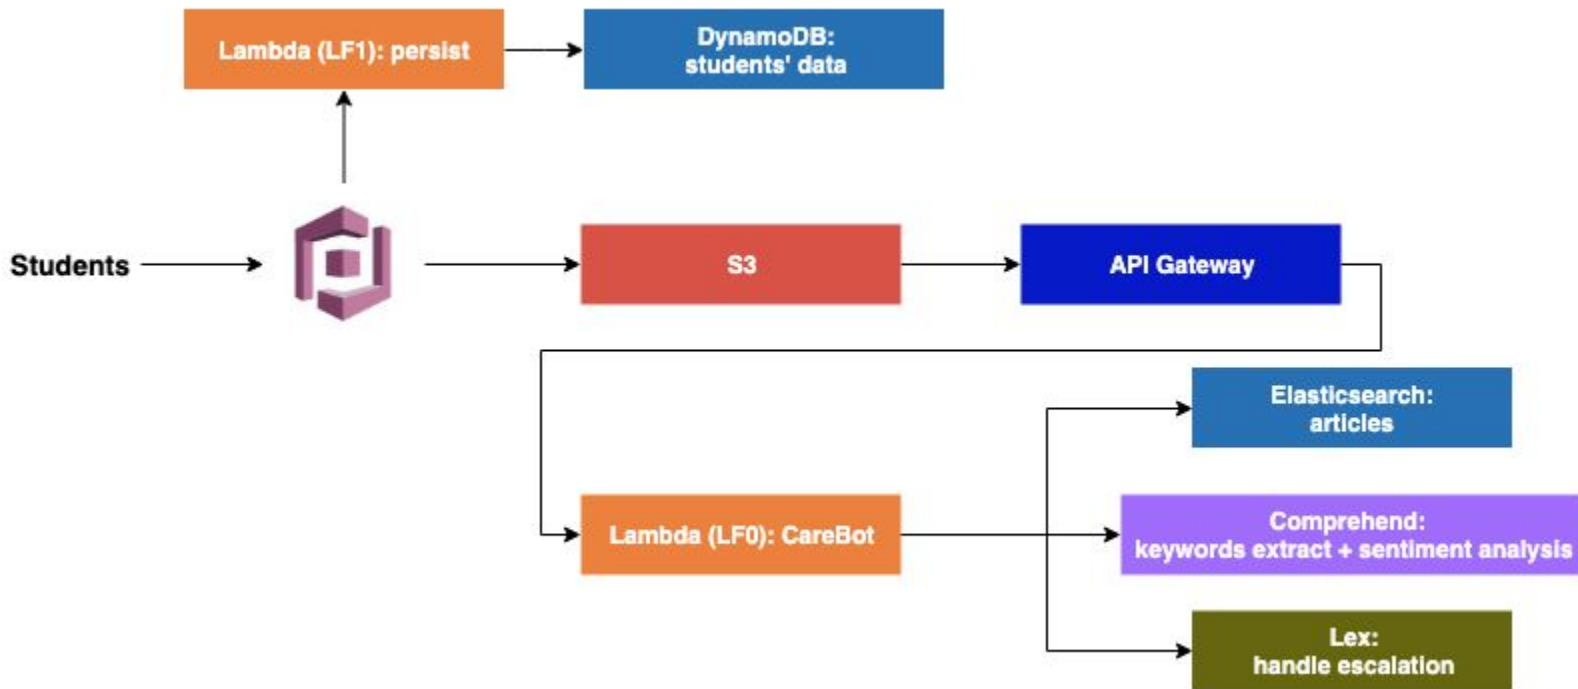 Lambda (LF1): persist
DynamoDB:
students' data
Students
S3
API Gateway
Elasticsearch:
articles
Lambda (LF0): CareBot
Comprehend:
keywords extract + sentiment analysis
Lex:
handle escalation